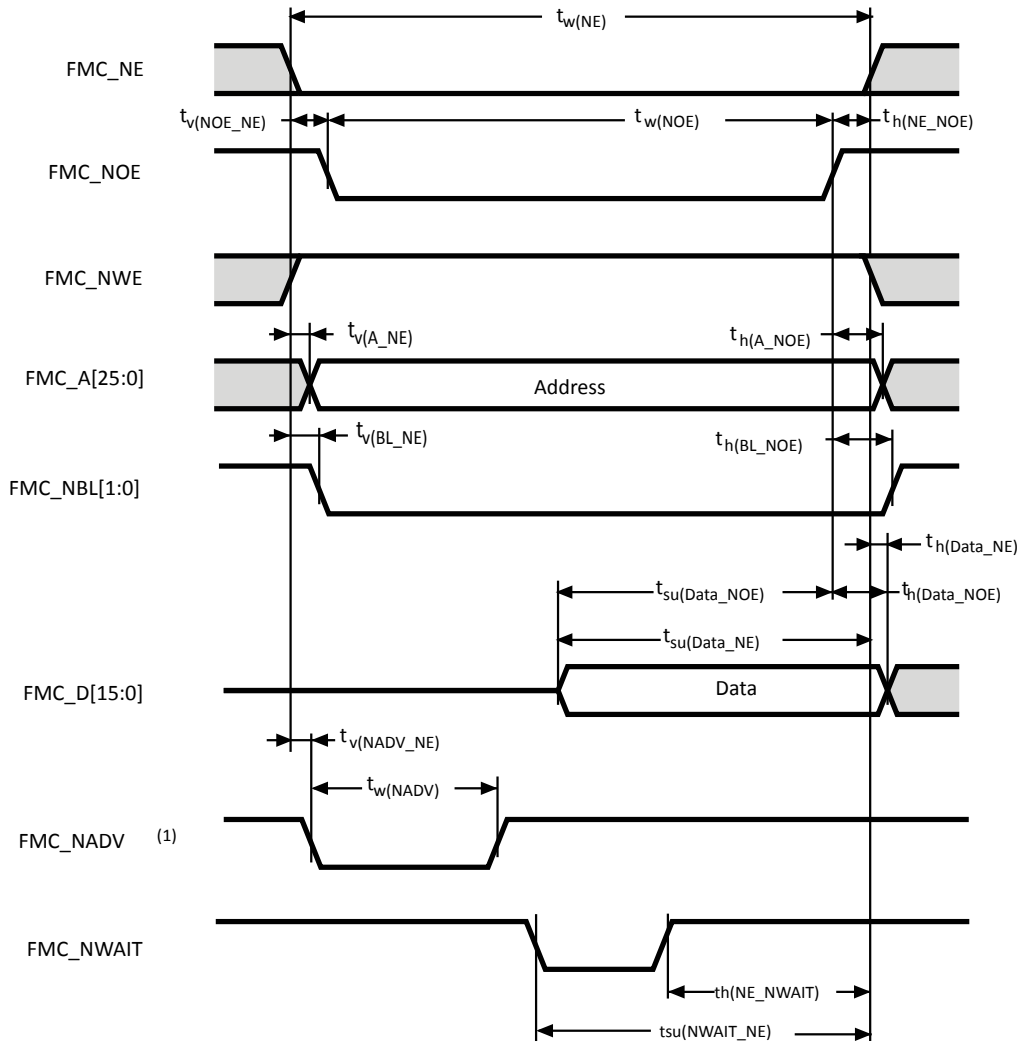 tw(NE)
FMC_NE
tv(NOE_NE)
tw(NOE)
th(NE_NOE)
FMC_NOE
FMC_NWE
tv(A_NE)
th(A_NOE)
FMC_A[25:0]
Address
tv(BL_NE)
th(BL_NOE)
FMC_NBL[1:0]
th(Data_NE)
tsu(Data_NOE)
th(Data_NOE)
tsu(Data_NE)
FMC_D[15:0]
Data
tv(NADV_NE)
tw(NADV)
FMC_NADV (1)
FMC_NWAIT
th(NE_NWAIT)
tsu(NWAIT_NE)